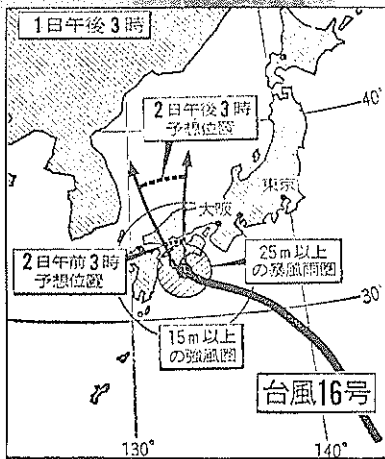 1日午後3時
2日午後3時
予想位置
40°
東京
大阪
2日午前3時
予想位置
25m以上
の暴風雨圏
30°
15m以上
の強風圏
台風16号
130°
140°